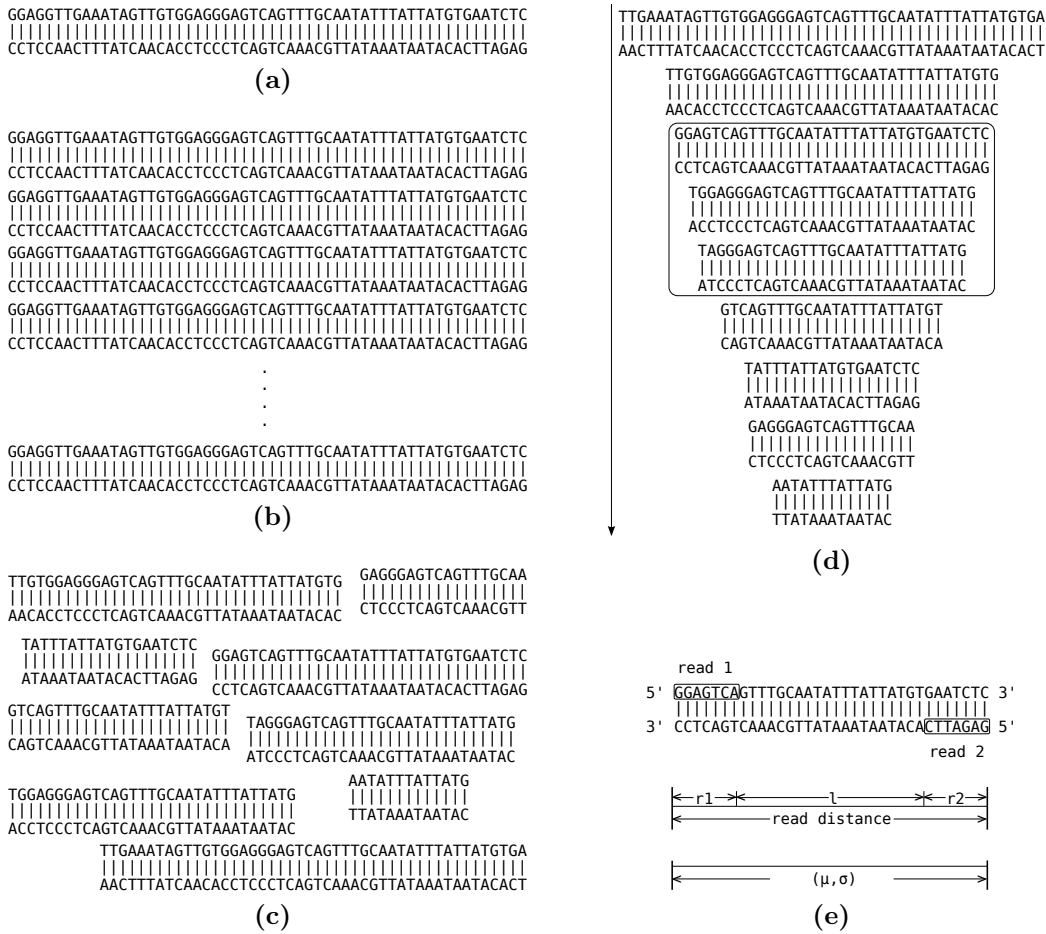 GGAGGTTGAAATAGTTGTGGAGGGAGTCAGTTTGCAATATTTATTATGTGAATCTC
CCTCCAACTTTATCAACACCTCCCTCAGTCAAACGTTATAAATAATACACTTAGAG
(a)
GGAGGTTGAAATAGTTGTGGAGGGAGTCAGTTTGCAATATTTATTATGTGAATCTC
CCTCCAACTTTATCAACACCTCCCTCAGTCAAACGTTATAAATAATACACTTAGAG
GGAGGTTGAAATAGTTGTGGAGGGAGTCAGTTTGCAATATTTATTATGTGAATCTC
CCTCCAACTTTATCAACACCTCCCTCAGTCAAACGTTATAAATAATACACTTAGAG
GGAGGTTGAAATAGTTGTGGAGGGAGTCAGTTTGCAATATTTATTATGTGAATCTC
CCTCCAACTTTATCAACACCTCCCTCAGTCAAACGTTATAAATAATACACTTAGAG
GGAGGTTGAAATAGTTGTGGAGGGAGTCAGTTTGCAATATTTATTATGTGAATCTC
CCTCCAACTTTATCAACACCTCCCTCAGTCAAACGTTATAAATAATACACTTAGAG
.
.
.
.
GGAGGTTGAAATAGTTGTGGAGGGAGTCAGTTTGCAATATTTATTATGTGAATCTC
CCTCCAACTTTATCAACACCTCCCTCAGTCAAACGTTATAAATAATACACTTAGAG
(b)
TTGTGGAGGGAGTCAGTTTGCAATATTTATTATGTG
AACACCTCCCTCAGTCAAACGTTATAAATAATACAC
GAGGGAGTCAGTTTGCAA
CTCCCTCAGTCAAACGTT
TATTTATTATGTGAATCTC
ATAAATAATACACTTAGAG
GGAGTCAGTTTGCAATATTTATTATGTGAATCTC
CCTCAGTCAAACGTTATAAATAATACACTTAGAG
GTCAGTTTGCAATATTTATTATGT
CAGTCAAACGTTATAAATAATACA
TAGGGAGTCAGTTTGCAATATTTATTATG
ATCCCTCAGTCAAACGTTATAAATAATAC
AATATTTATTATG
TTATAAATAATAC
TGGAGGGAGTCAGTTTGCAATATTTATTATG
ACCTCCCTCAGTCAAACGTTATAAATAATAC
TTGAAATAGTTGTGGAGGGAGTCAGTTTGCAATATTTATTATGTGA
AACTTTATCAACACCTCCCTCAGTCAAACGTTATAAATAATACACT
(c)
TTGAAATAGTTGTGGAGGGAGTCAGTTTGCAATATTTATTATGTGA
AACTTTATCAACACCTCCCTCAGTCAAACGTTATAAATAATACACT
TTGTGGAGGGAGTCAGTTTGCAATATTTATTATGTG
AACACCTCCCTCAGTCAAACGTTATAAATAATACAC
GGAGTCAGTTTGCAATATTTATTATGTGAATCTC
CCTCAGTCAAACGTTATAAATAATACACTTAGAG
TGGAGGGAGTCAGTTTGCAATATTTATTATG
ACCTCCCTCAGTCAAACGTTATAAATAATAC
TAGGGAGTCAGTTTGCAATATTTATTATG
ATCCCTCAGTCAAACGTTATAAATAATAC
GTCAGTTTGCAATATTTATTATGT
CAGTCAAACGTTATAAATAATACA
TATTTATTATGTGAATCTC
ATAAATAATACACTTAGAG
GAGGGAGTCAGTTTGCAA
CTCCCTCAGTCAAACGTT
AATATTTATTATG
TTATAAATAATAC
(d)
read 1
5' GGAGTCAGTTTGCAATATTTATTATGTGAATCTC 3'
3' CCTCAGTCAAACGTTATAAATAATACACTTAGAG 5'
read 2
r1 l r2
read distance
(μ,σ)
(e)